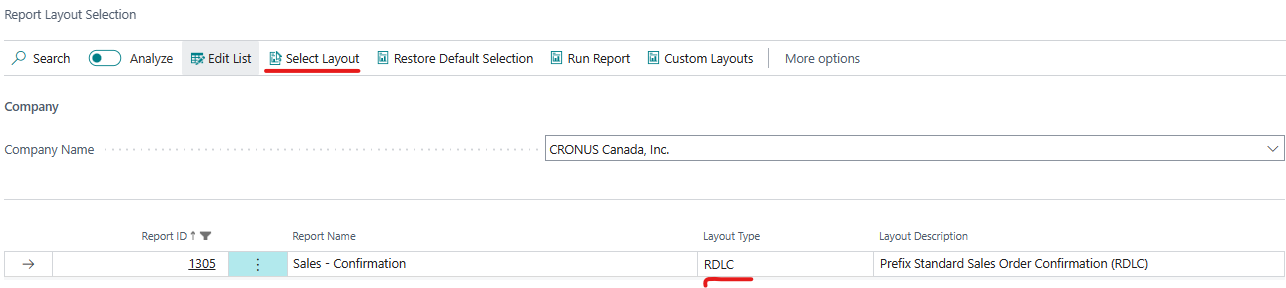 Report Layout Selection
Search Analyze Edit List Select Layout Restore Default Selection Run Report Custom Layouts More options
Company
Company Name CRONUS Canada, Inc.
Report ID ↑ Report Name Layout Type Layout Description
→ 1305 ⋮ Sales - Confirmation RDLC Prefix Standard Sales Order Confirmation (RDLC)